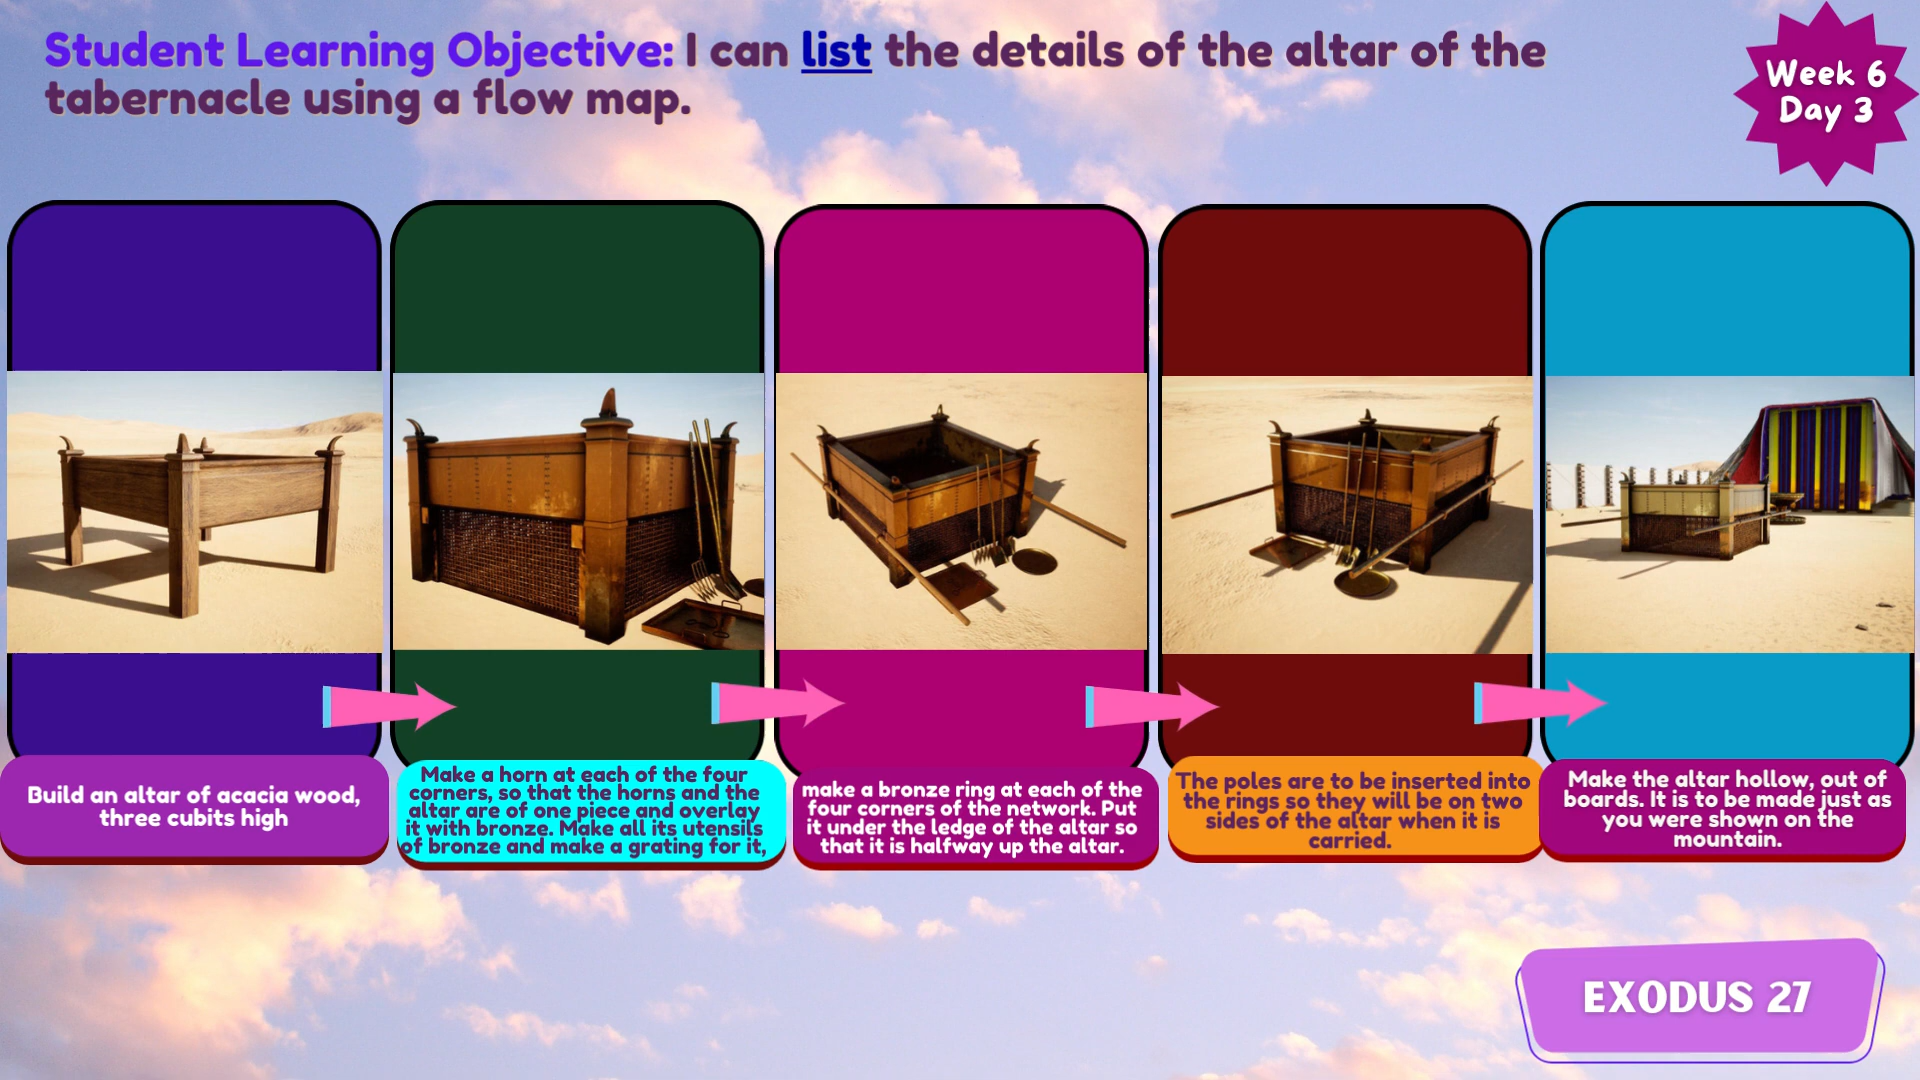 Student Learning Objective: I can list the details of the altar of the
tabernacle using a flow map.
Week 6
Day 3
Build an altar of acacia wood,
three cubits high
Make a horn at each of the four
corners, so that the horns and the
altar are of one piece and overlay
it with bronze. Make all its utensils
of bronze and make a grating for it,
make a bronze ring at each of the
four corners of the network. Put
it under the ledge of the altar so
that it is halfway up the altar.
The poles are to be inserted into
the rings so they will be on two
sides of the altar when it is
carried.
Make the altar hollow, out of
boards. It is to be made just as
you were shown on the
mountain.
EXODUS 27